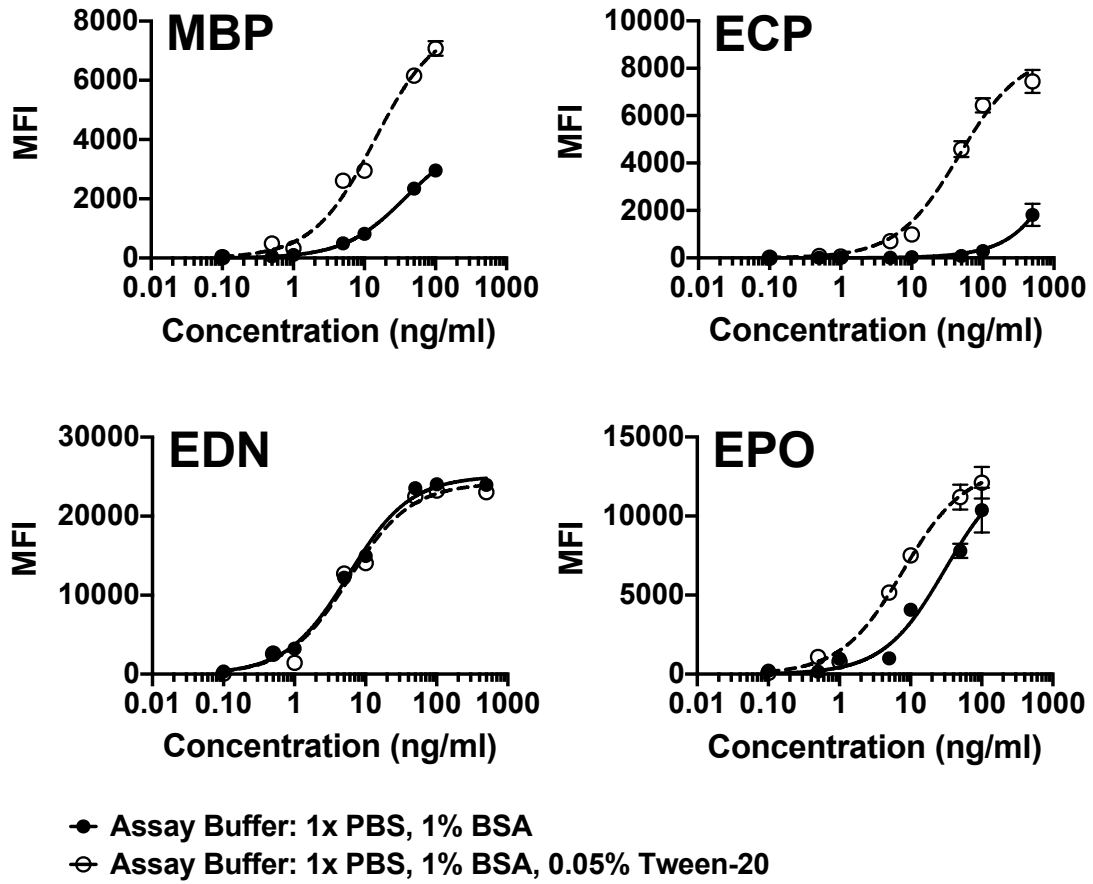 MBP
8000
6000
4000
2000
0
MFI
0.01 0.10 1 10 100 1000
Concentration (ng/ml)
ECP
10000
8000
6000
4000
2000
0
MFI
0.01 0.10 1 10 100 1000
Concentration (ng/ml)
EDN
30000
20000
10000
0
MFI
0.01 0.10 1 10 100 1000
Concentration (ng/ml)
EPO
15000
10000
5000
0
MFI
0.01 0.10 1 10 100 1000
Concentration (ng/ml)
Assay Buffer: 1x PBS, 1% BSA
Assay Buffer: 1x PBS, 1% BSA, 0.05% Tween-20